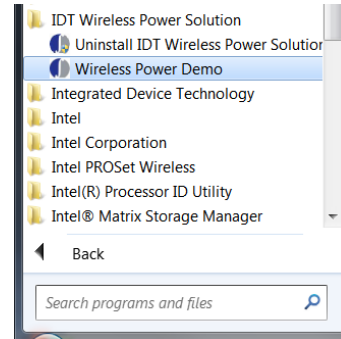 IDT Wireless Power Solution
Uninstall IDT Wireless Power Solution
Wireless Power Demo
Integrated Device Technology
Intel
Intel Corporation
Intel PROSet Wireless
Intel(R) Processor ID Utility
Intel® Matrix Storage Manager
Back
Search programs and files